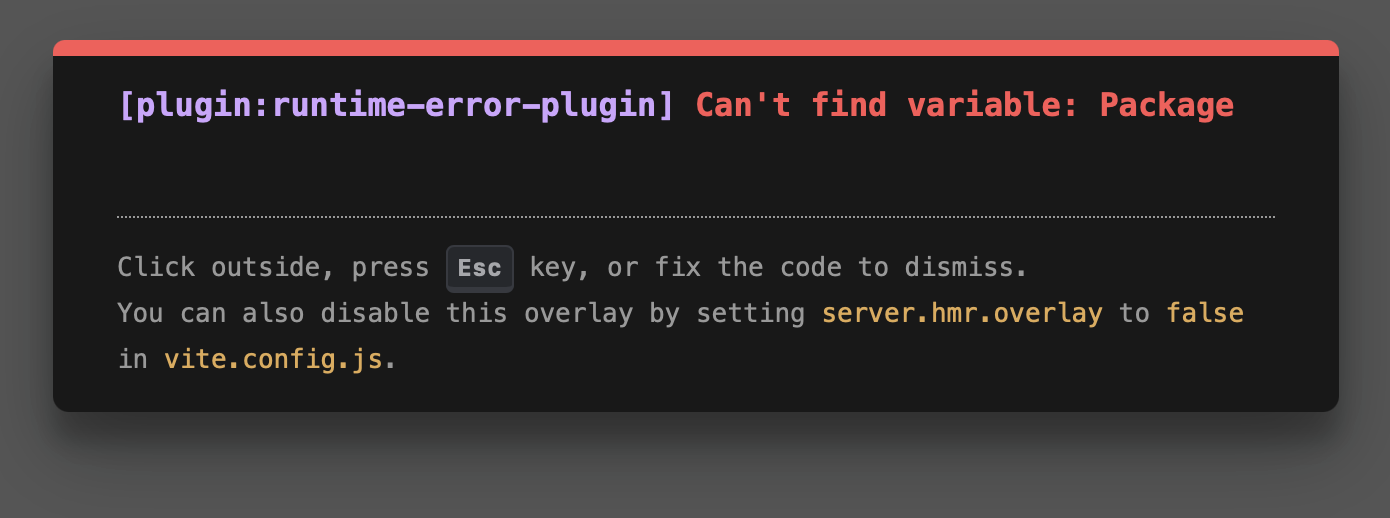 [plugin:runtime-error-plugin] Can't find variable: Package
Click outside, press Esc key, or fix the code to dismiss.
You can also disable this overlay by setting server.hmr.overlay to false
in vite.config.js.